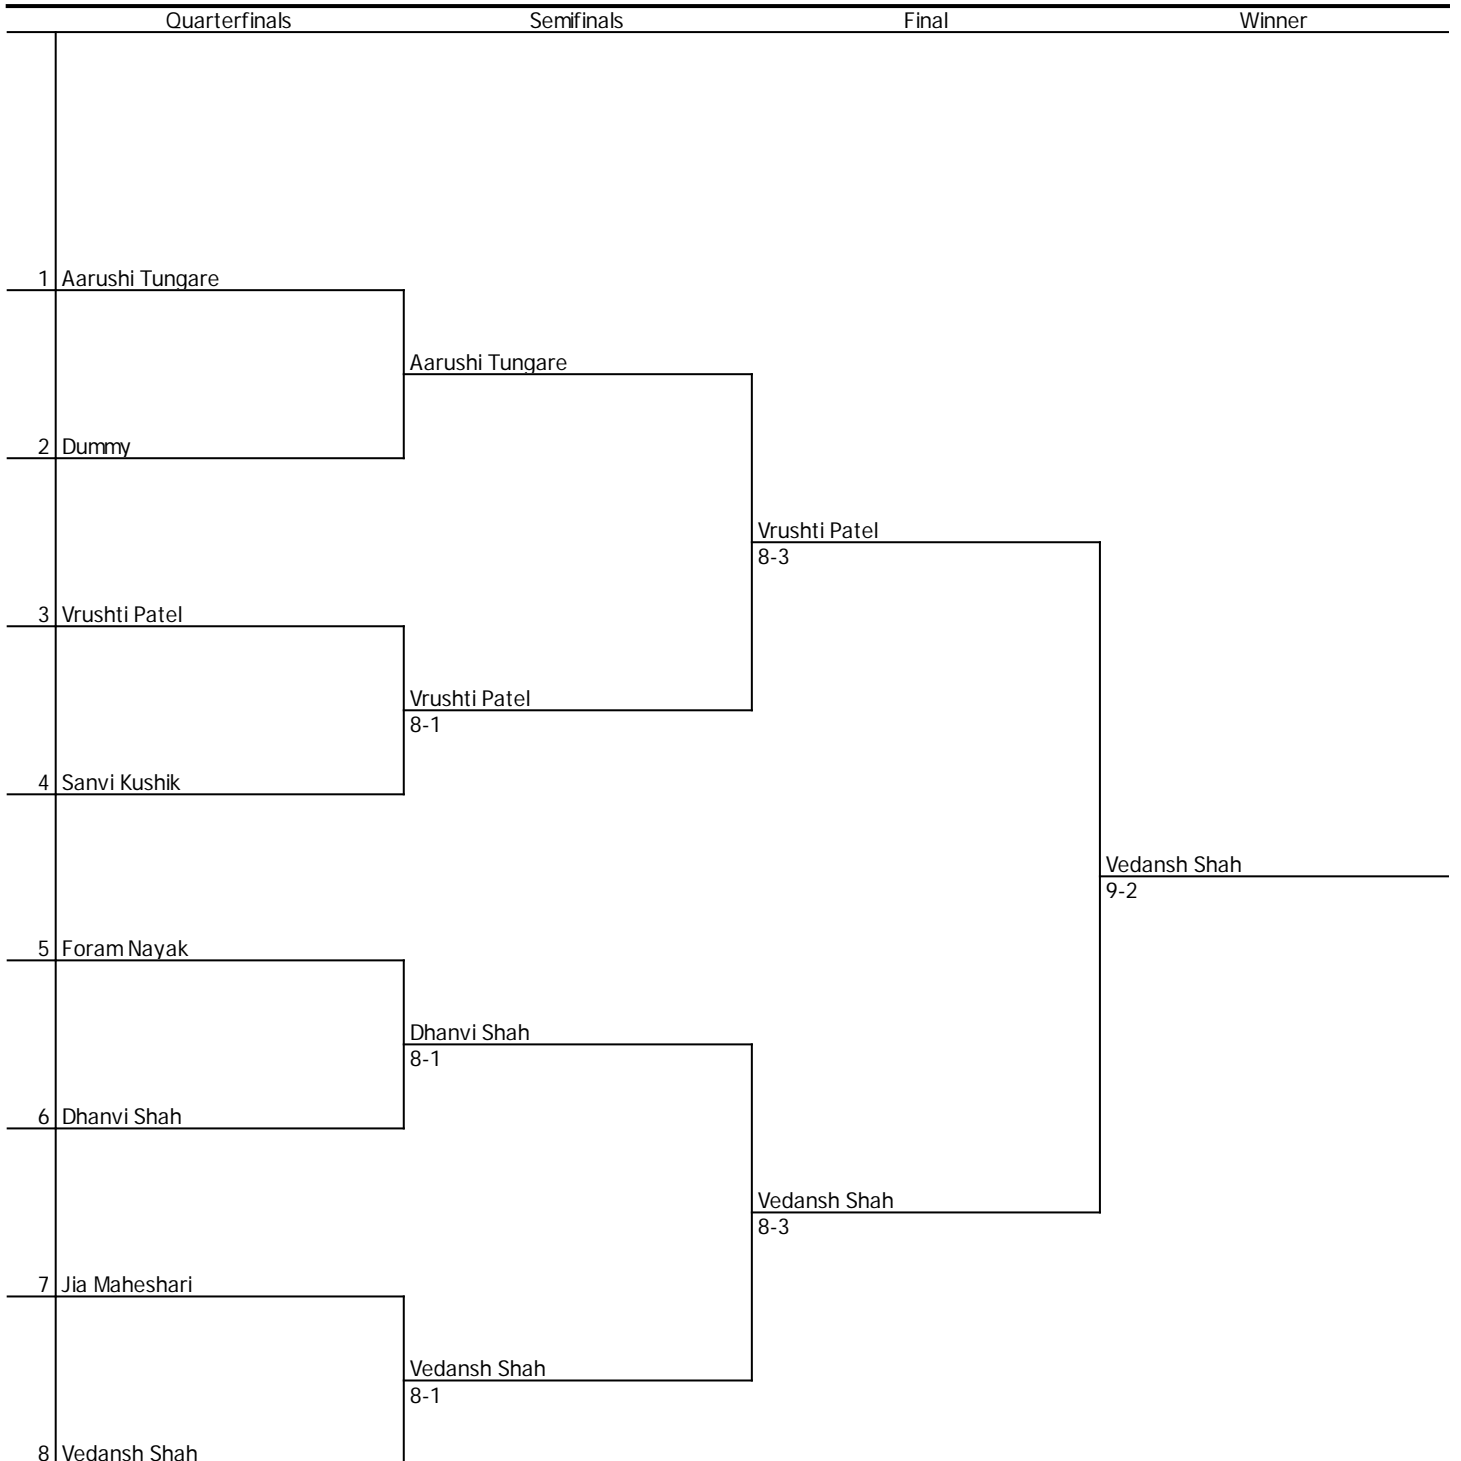 Quarterfinals Semifinals Final Winner
1 Aarushi Tungare
Aarushi Tungare
2 Dummy
Vrushti Patel
8-3
3 Vrushti Patel
Vrushti Patel
8-1
4 Sanvi Kushik
Vedansh Shah
9-2
5 Foram Nayak
Dhanvi Shah
8-1
6 Dhanvi Shah
Vedansh Shah
8-3
7 Jia Maheshari
Vedansh Shah
8-1
8 Vedansh Shah